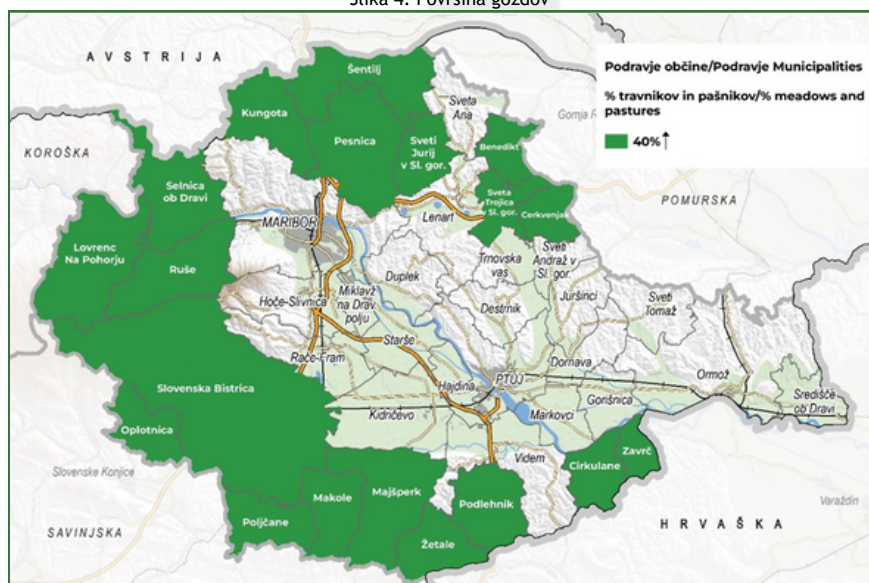 Slika 4: Površina gozdov
AVSTRIJA
Podravje občine/Podravje Municipalities
% travnikov in pašnikov/% meadows and
pastures
40%↑
Šentilj
Sveta
Ana
Gornja R
Kungota
Pesnica
Sveti
Jurij
v Sl. gor.
Benedikt
KOROŠKA
Selnica
ob Dravi
Sveta
Trojica
v Sl. gor.
Cerkvenjak
POMURSKA
MARIBOR
Lenart
Lovrenc
Na Pohorju
Ruše
Duplek
Trnovska
vas
Sveti
Andraž v
Sl. gor.
Hoče-Slivnica
Miklavž
na Drav.
polju
Destrnik
Juršinci
Sveti
Tomaž
Starše
Rače-Fram
Dornava
Ormož
Slovenska Bistrica
Hajdina
PTUJ
Gorišnica
Središče
ob Dravi
Kidričevo
Markovci
Oplotnica
Zavrč
Videm
Cirkulane
Slovenske Konjice
Makole
Majšperk
Podlehnik
Varaždin
Poljčane
HRVAŠKA
SAVINJSKA
Žetale